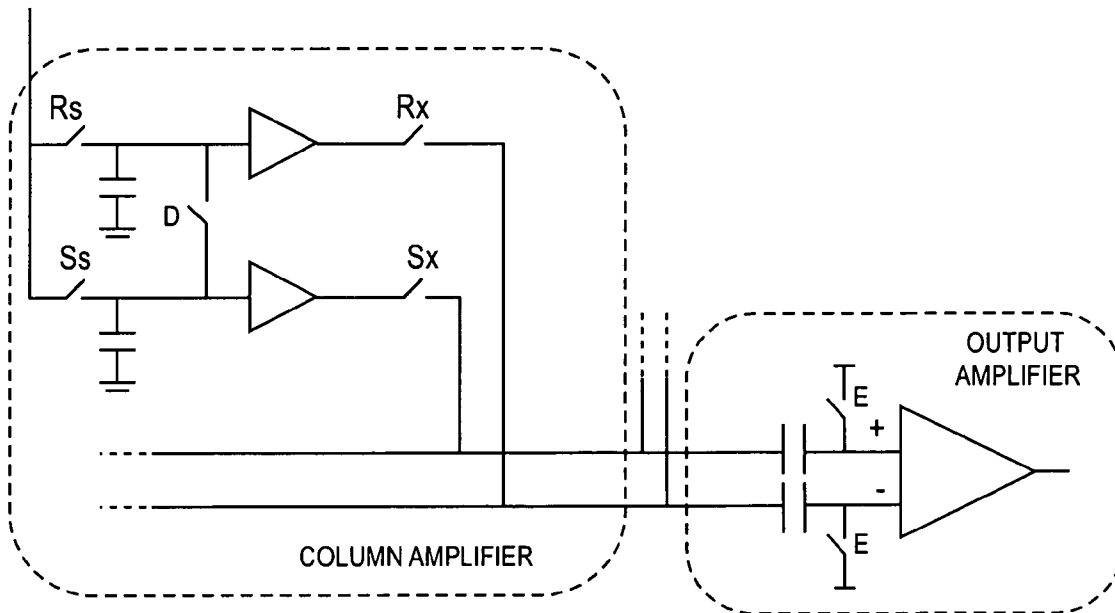 Rs
Rx
D
Ss
Sx
OUTPUT
AMPLIFIER
E
+
-
E
COLUMN AMPLIFIER